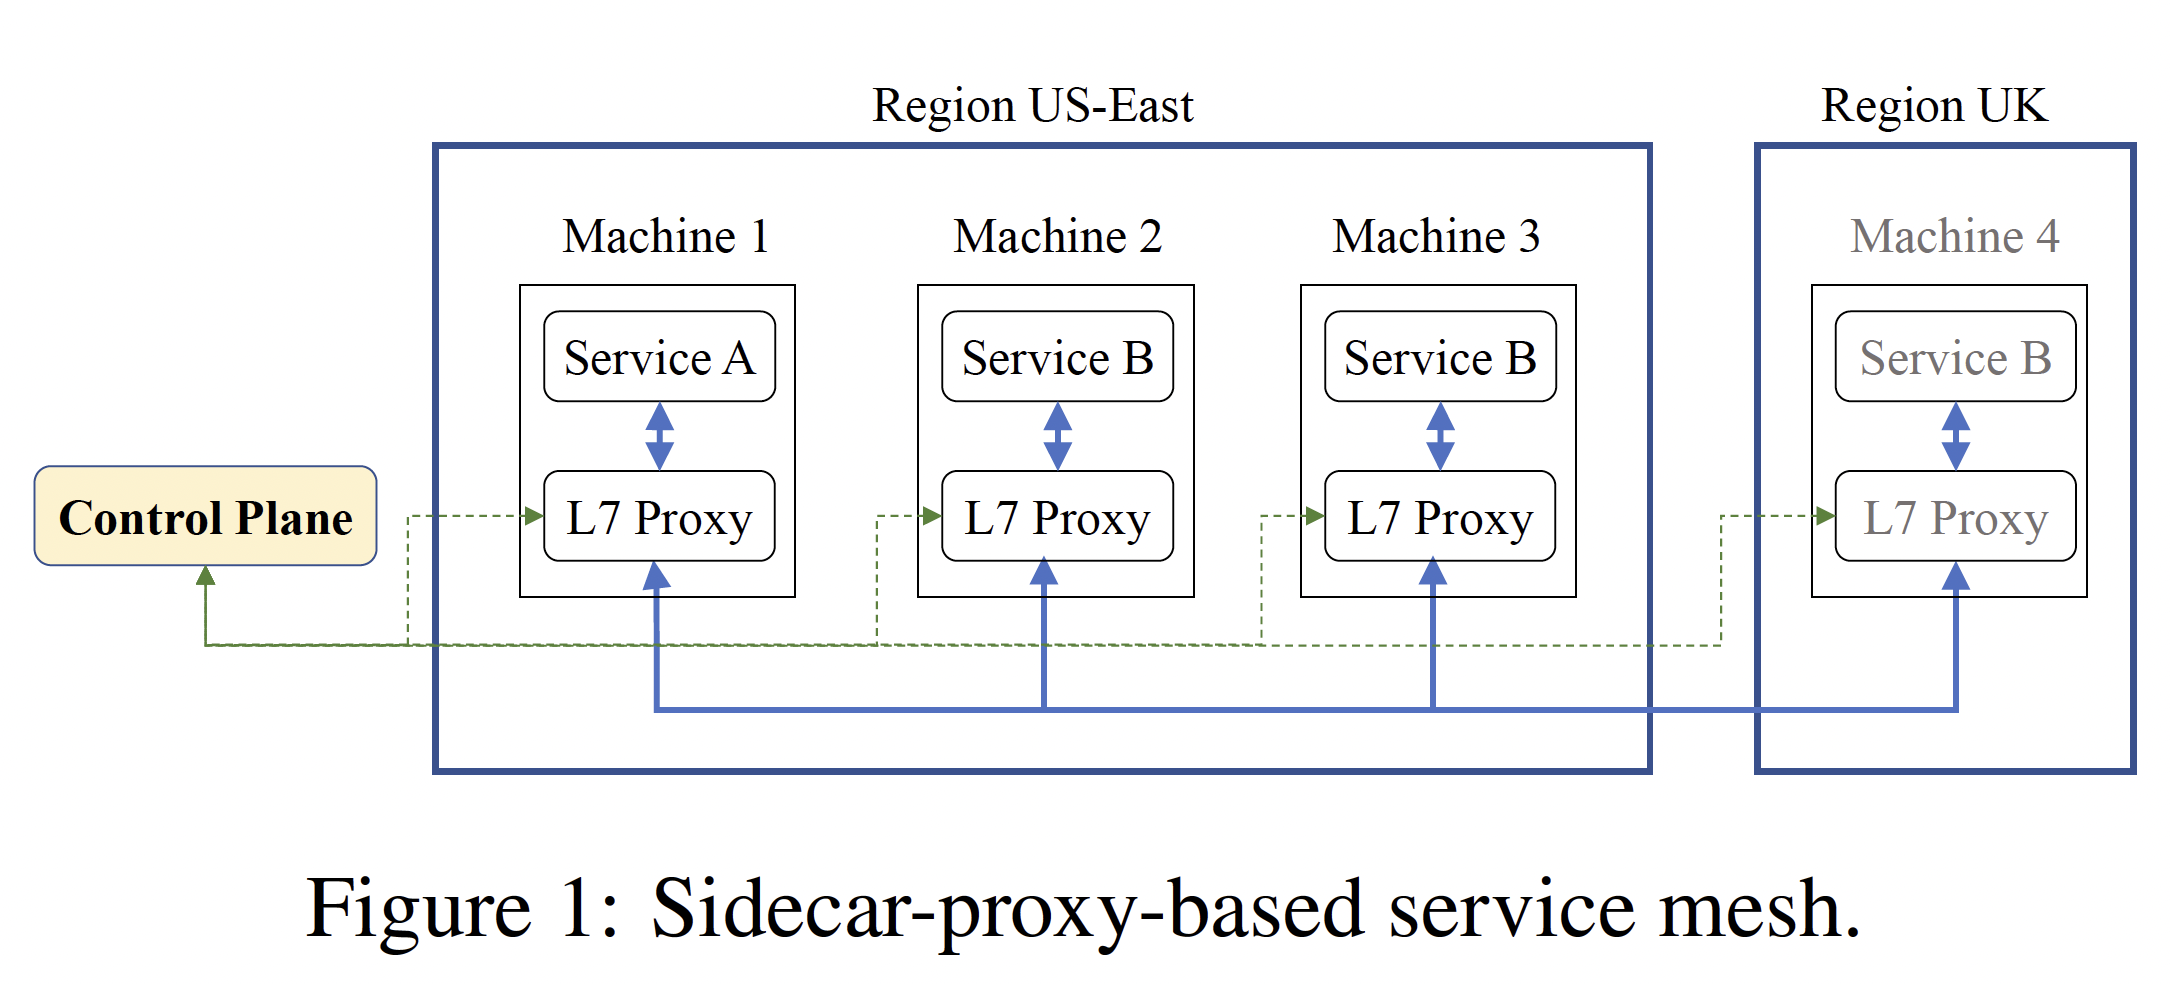 Region US-East
Region UK
Machine 1
Machine 2
Machine 3
Machine 4
Service A
Service B
Service B
Service B
Control Plane
L7 Proxy
L7 Proxy
L7 Proxy
L7 Proxy
Figure 1: Sidecar-proxy-based service mesh.